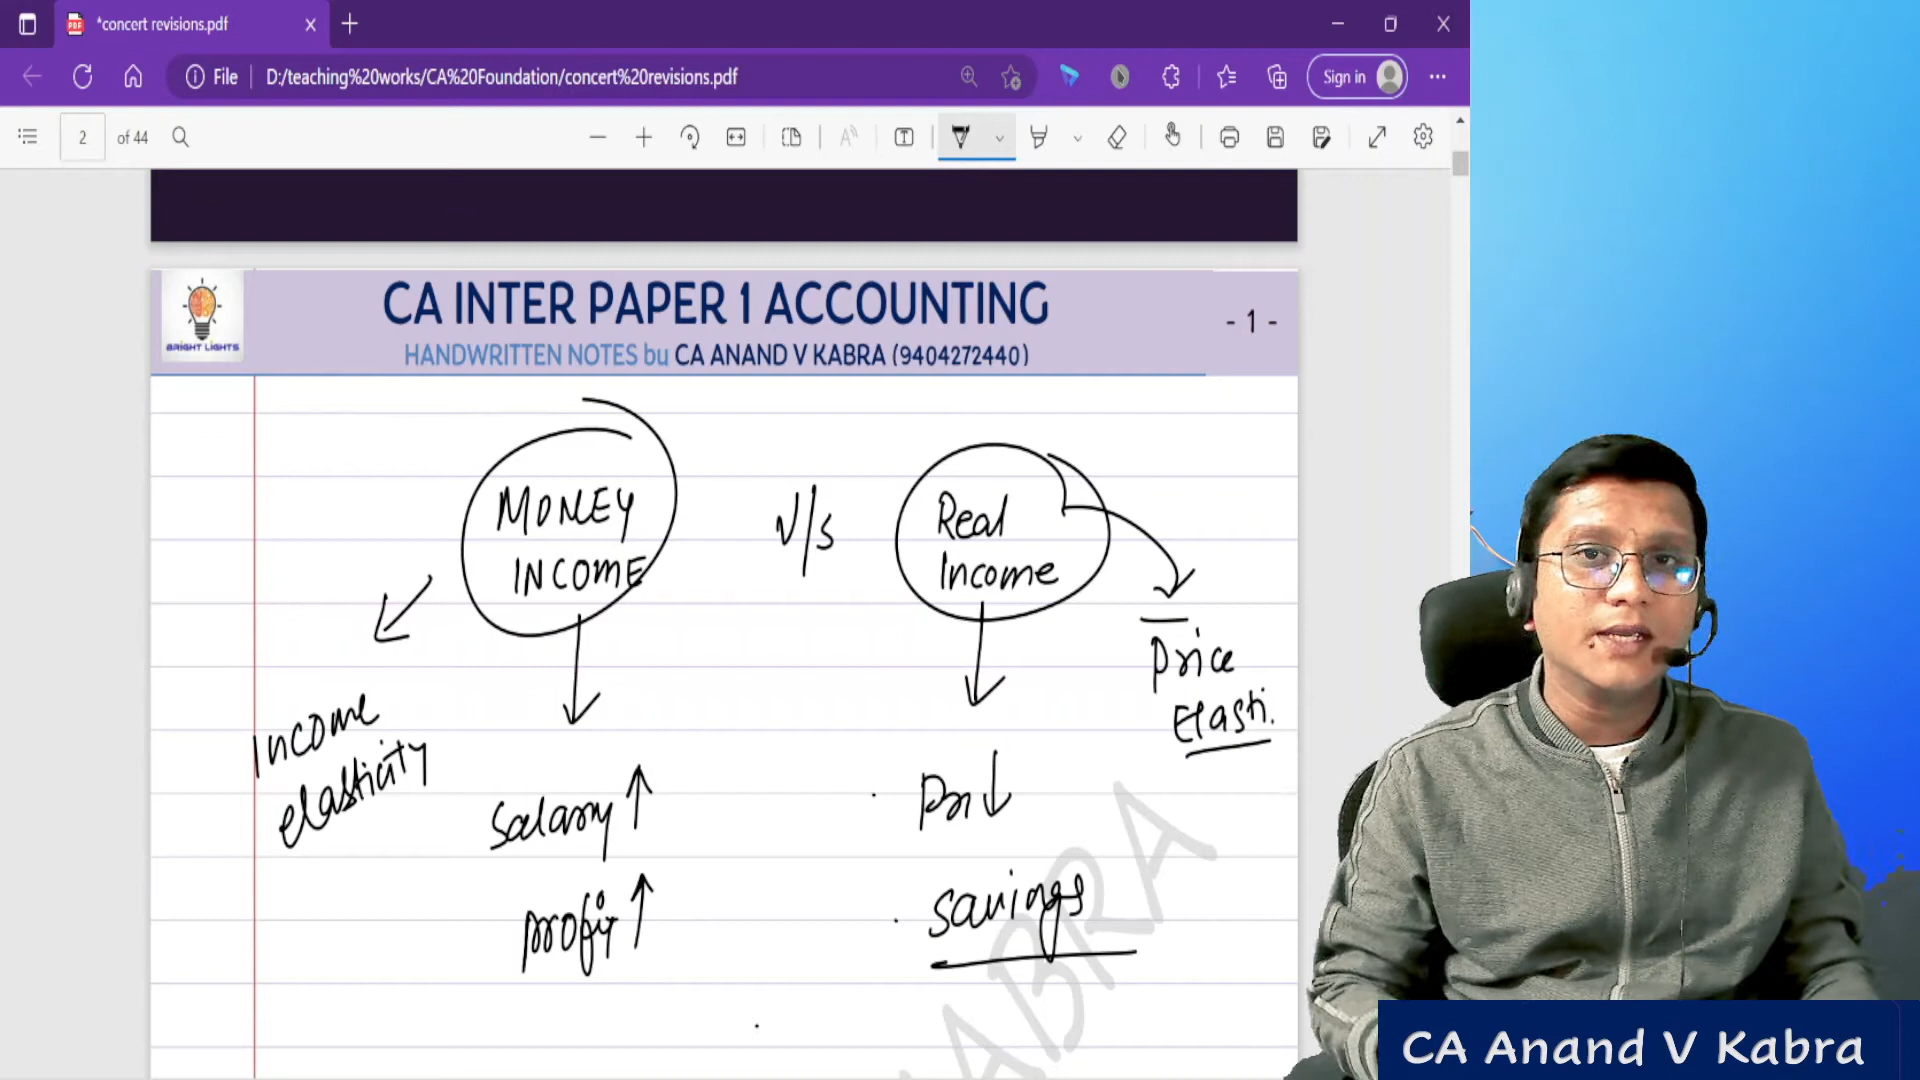 *concert revisions.pdf
File
D:/teaching%20works/CA%20Foundation/concert%20revisions.pdf
Sign in
2
of 44
BRIGHT LIGHTS
CA INTER PAPER 1 ACCOUNTING
- 1 -
HANDWRITTEN NOTES by CA ANAND V KABRA (9404272440)
MONEY
INCOME
V/s
Real
Income
Income
elasticity
Price
Elasti.
Salary ↑
Pri ↓
profit ↑
savings
KABRA
CA Anand V Kabra